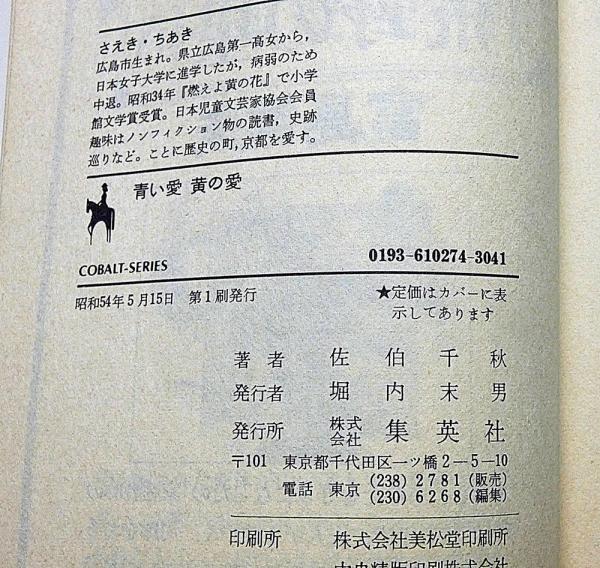 さえき・ちあき
広島市生まれ。県立広島第一高女から，
日本女子大学に進学したが，病弱のため
中退。昭和34年『燃えよ黄の花』で小学
館文学賞受賞。日本児童文芸家協会会員
趣味はノンフィクション物の読書，史跡
巡りなど。ことに歴史の町，京都を愛す。
青い愛 黄の愛
COBALT-SERIES
0193-610274-3041
昭和54年5月15日 第1刷発行
★定価はカバーに表
示してあります
著者 佐伯千秋
発行者 堀内末男
発行所 株式会社 集英社
〒101 東京都千代田区一ツ橋2-5-10
電話 東京 (238)2781(販売)
(230)6268(編集)
印刷所 株式会社美松堂印刷所
中央精版印刷株式会社